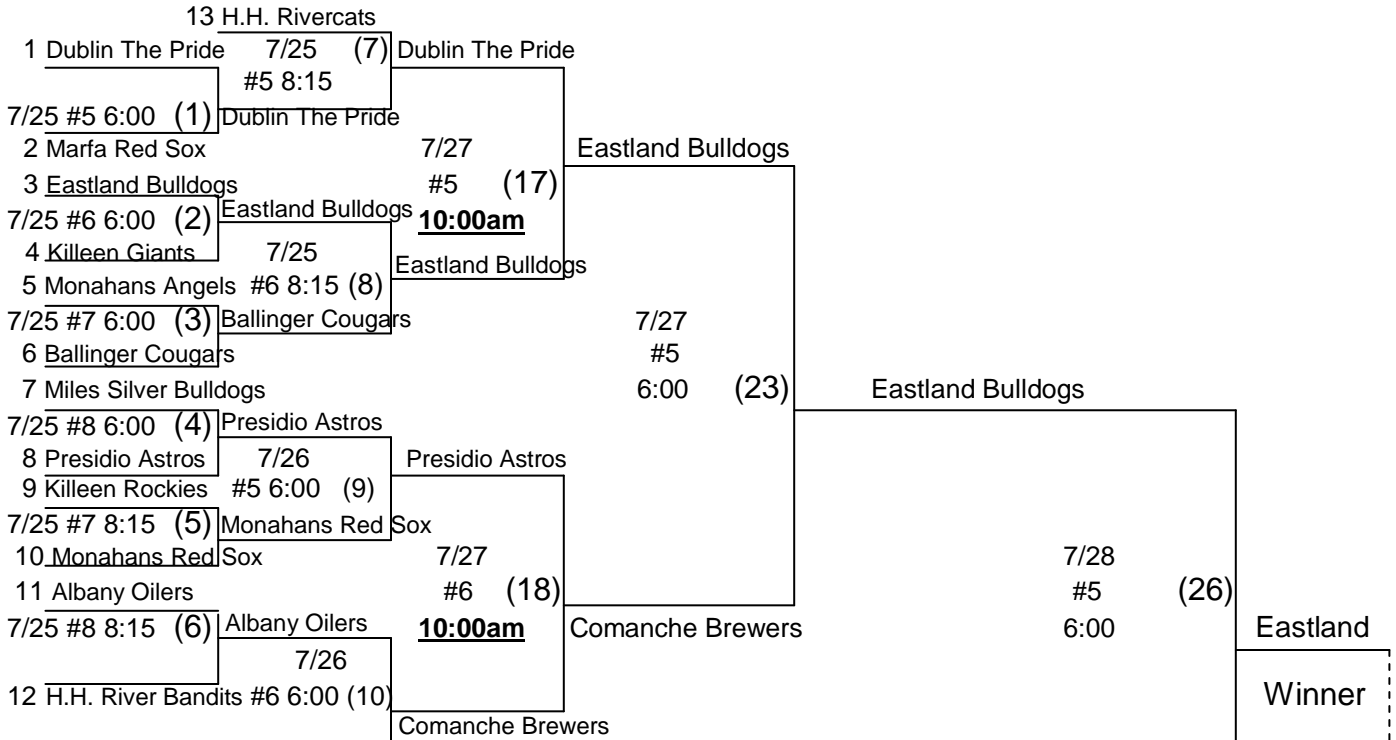 13 H.H. Rivercats
1 Dublin The Pride 7/25 (7) Dublin The Pride
#5 8:15
7/25 #5 6:00 (1) Dublin The Pride
2 Marfa Red Sox 7/27 Eastland Bulldogs
3 Eastland Bulldogs #5 (17)
7/25 #6 6:00 (2) Eastland Bulldogs 10:00am
4 Killeen Giants 7/25
Eastland Bulldogs
5 Monahans Angels #6 8:15 (8)
7/25 #7 6:00 (3) Ballinger Cougars 7/27
6 Ballinger Cougars #5
7 Miles Silver Bulldogs 6:00 (23) Eastland Bulldogs
7/25 #8 6:00 (4) Presidio Astros
8 Presidio Astros 7/26 Presidio Astros
9 Killeen Rockies #5 6:00 (9)
7/25 #7 8:15 (5) Monahans Red Sox
10 Monahans Red Sox 7/27 7/28
11 Albany Oilers #6 (18) #5 (26)
7/25 #8 8:15 (6) Albany Oilers 10:00am Comanche Brewers 6:00 Eastland
7/26
12 H.H. River Bandits #6 6:00 (10) Winner
Comanche Brewers